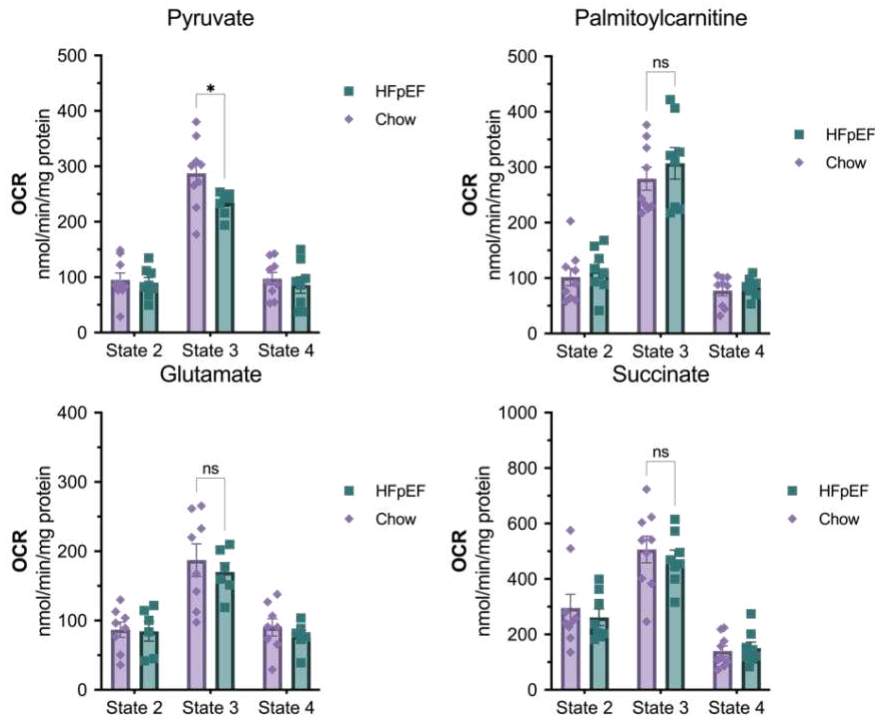 Pyruvate
500
400
300
200
100
0
OCR
nmol/min/mg protein
*
HFpEF
Chow
State 2 State 3 State 4
Palmitoylcarnitine
500
400
300
200
100
0
OCR
nmol/min/mg protein
ns
HFpEF
Chow
State 2 State 3 State 4
Glutamate
400
300
200
100
0
OCR
nmol/min/mg protein
ns
HFpEF
Chow
State 2 State 3 State 4
Succinate
1000
800
600
400
200
0
OCR
nmol/min/mg protein
ns
HFpEF
Chow
State 2 State 3 State 4